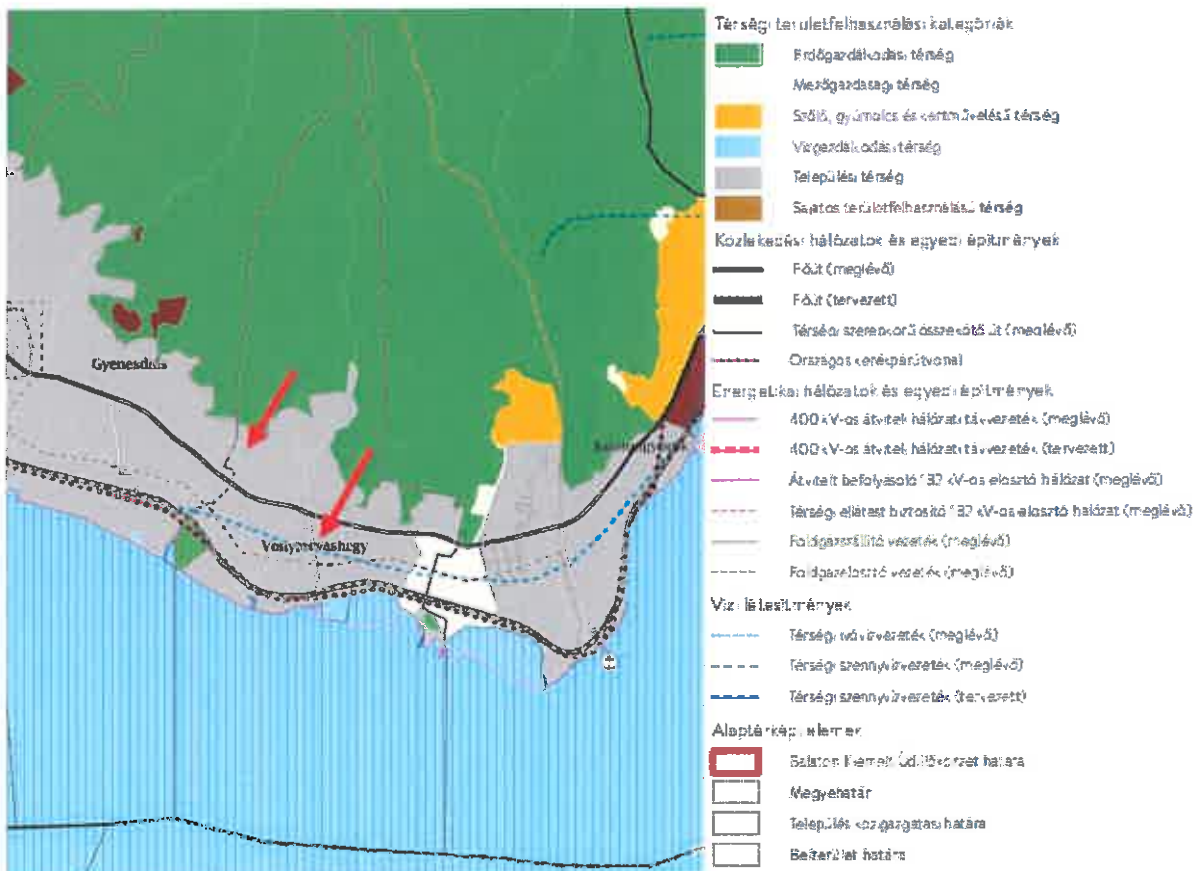 Térségi területfelhasználási kategóriák
Erdőgazdálkodási térség
Mezőgazdasági térség
Szőlő, gyümölcs és kertművelésű térség
Vízgazdálkodási térség
Települési térség
Sajátos területfelhasználású térség
Közlekedési hálózatok és egyedi építmények
Főút (meglévő)
Főút (tervezett)
Térségi szerepkörű összekötő út (meglévő)
Országos kerékpárútvonal
Energetikai hálózatok és egyedi építmények
400 kV-os átviteli hálózati távvezeték (meglévő)
400 kV-os átviteli hálózati távvezeték (tervezett)
Átvitelt befolyásoló 132 kV-os elosztó hálózat (meglévő)
Térségi ellátást biztosító 132 kV-os elosztó hálózat (meglévő)
Földgázszállító vezeték (meglévő)
Földgázelosztó vezeték (meglévő)
Vízi létesítmények
Térségi ivóvízvezeték (meglévő)
Térségi szennyvízvezeték (meglévő)
Térségi szennyvízvezeték (tervezett)
Alaptérképi elemek
Balaton Kiemelt Üdülőkörzet határa
Megyehatár
Település közigazgatási határa
Belterület határa
Gyenesdiás
Vonyarcvashegy